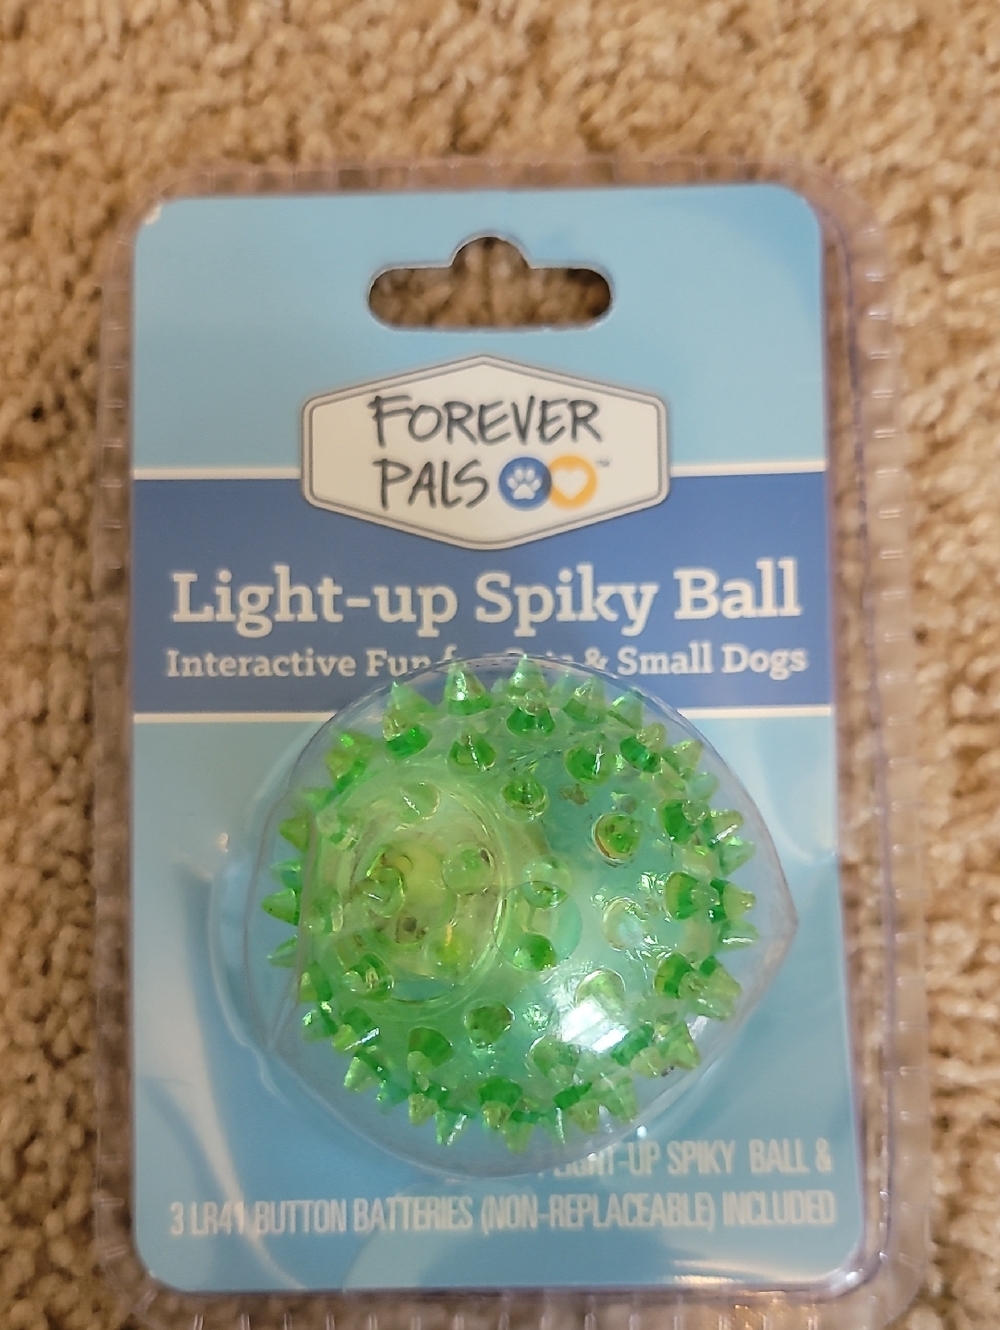 FOREVER
PALS ™
Light-up Spiky Ball
Interactive Fun & Small Dogs
LIGHT-UP SPIKY BALL &
3 LR41 BUTTON BATTERIES (NON-REPLACEABLE) INCLUDED